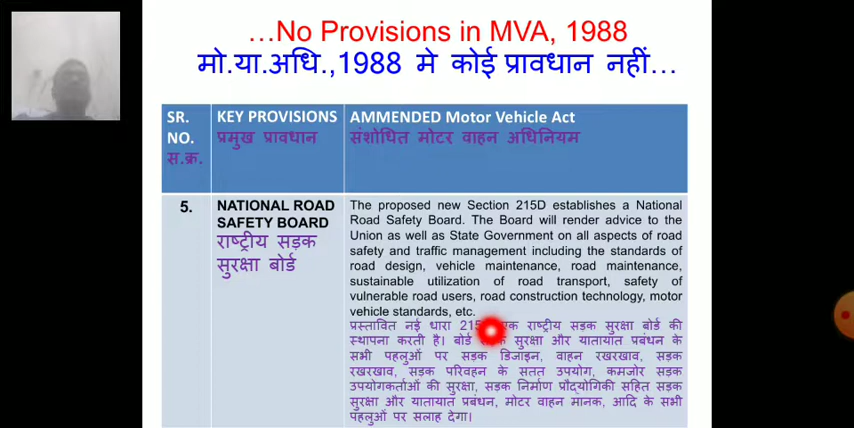 ...No Provisions in MVA, 1988
मो.या.अधि.,1988 मे कोई प्रावधान नहीं...
SR. NO. स.क्र.
KEY PROVISIONS
प्रमुख प्रावधान
AMMENDED Motor Vehicle Act
संशोधित मोटर वाहन अधिनियम
5.
NATIONAL ROAD
SAFETY BOARD
राष्ट्रीय सड़क
सुरक्षा बोर्ड
The proposed new Section 215D establishes a National
Road Safety Board. The Board will render advice to the
Union as well as State Government on all aspects of road
safety and traffic management including the standards of
road design, vehicle maintenance, road maintenance,
sustainable utilization of road transport, safety of
vulnerable road users, road construction technology, motor
vehicle standards, etc.
प्रस्तावित नई धारा 215 राष्ट्रीय सड़क सुरक्षा बोर्ड की
स्थापना करती है। बोर्ड सुरक्षा और यातायात प्रबंधन के
सभी पहलुओं पर सड़क डिजाइन, वाहन रखरखाव, सड़क
रखरखाव, सड़क परिवहन के सतत उपयोग, कमजोर सड़क
उपयोगकर्ताओं की सुरक्षा, सड़क निर्माण प्रौद्योगिकी सहित सड़क
सुरक्षा और यातायात प्रबंधन, मोटर वाहन मानक, आदि के सभी
पहलुओं पर सलाह देगा।